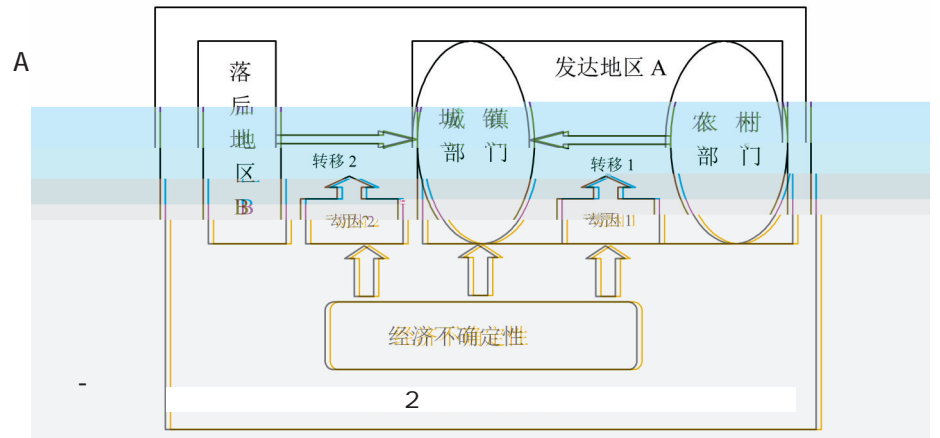 A
发达地区 A
落后地区B
城 镇
部 门
农 村
部 门
转移 2
转移 1
动因 2
动因 1
经济不确定性
-
2